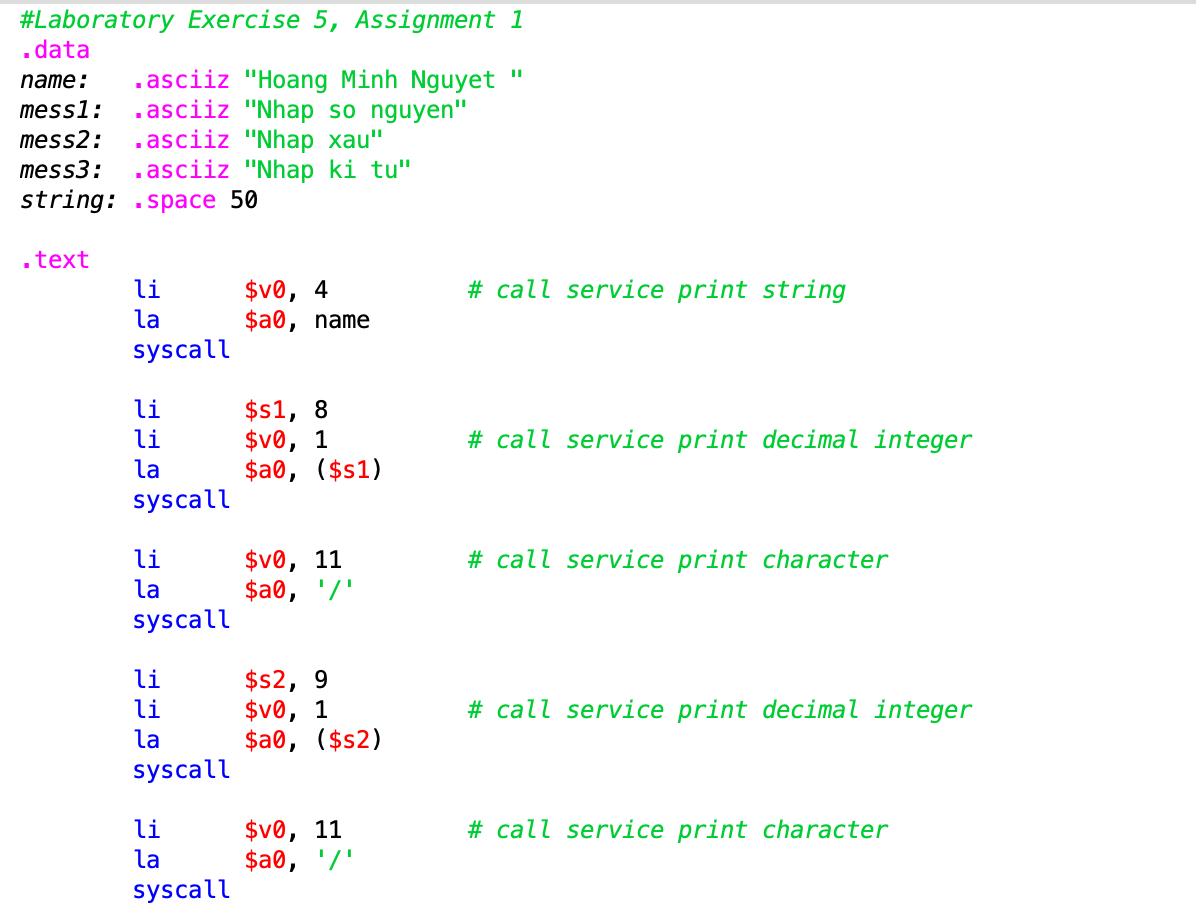 #Laboratory Exercise 5, Assignment 1
.data
name:   .asciiz "Hoang Minh Nguyet "
mess1:  .asciiz "Nhap so nguyen"
mess2:  .asciiz "Nhap xau"
mess3:  .asciiz "Nhap ki tu"
string: .space 50

.text
        li      $v0, 4          # call service print string
        la      $a0, name
        syscall

        li      $s1, 8
        li      $v0, 1          # call service print decimal integer
        la      $a0, ($s1)
        syscall

        li      $v0, 11         # call service print character
        la      $a0, '/'
        syscall

        li      $s2, 9
        li      $v0, 1          # call service print decimal integer
        la      $a0, ($s2)
        syscall

        li      $v0, 11         # call service print character
        la      $a0, '/'
        syscall